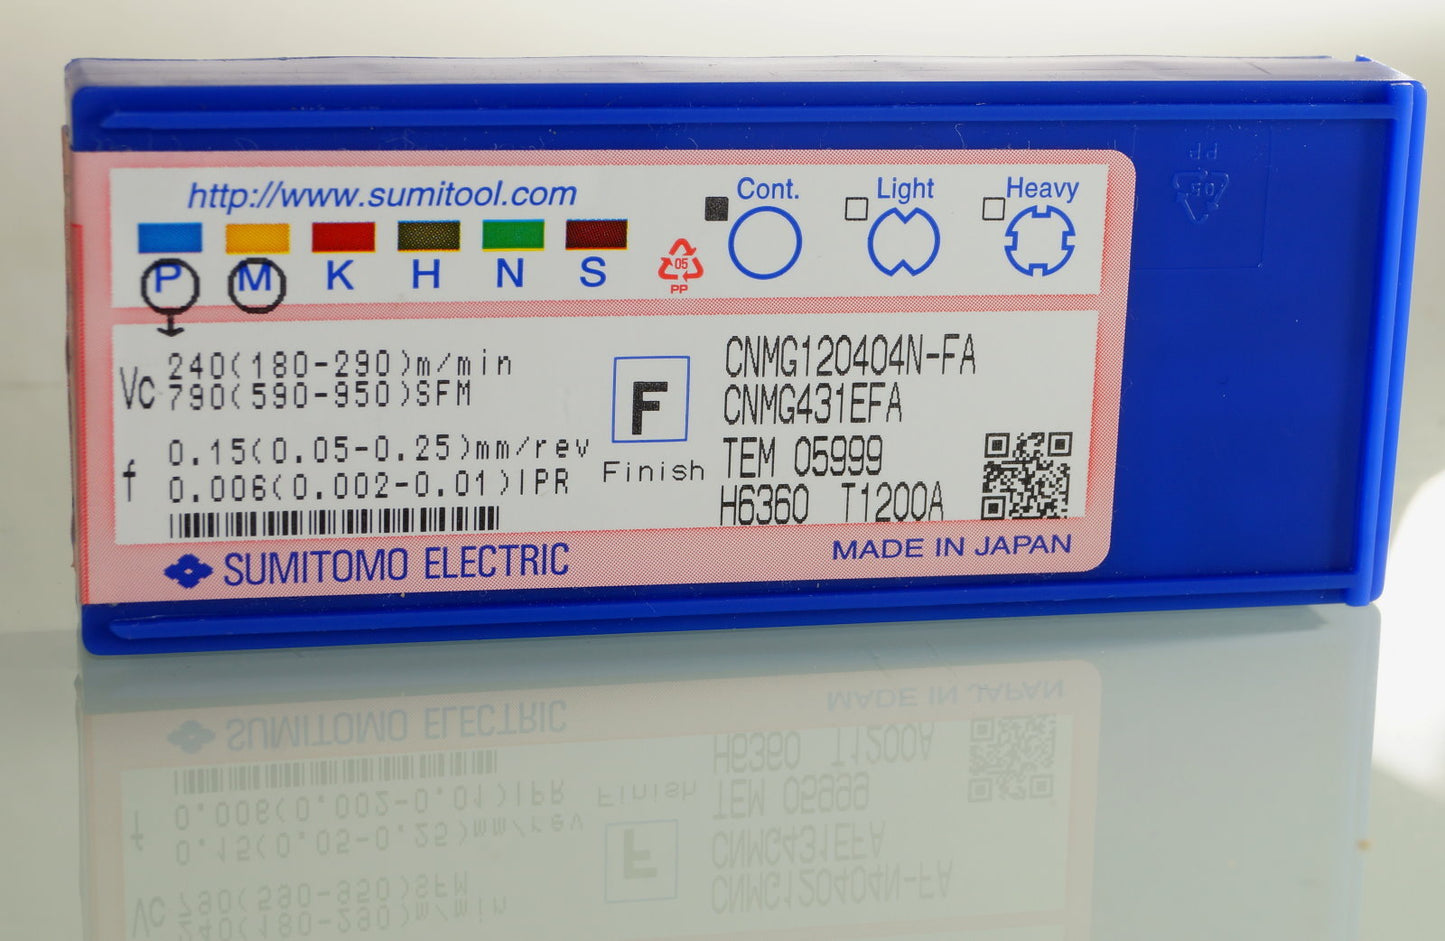 http://www.sumitool.com
P M K H N S
05
PP
Cont.
Light
Heavy
Vc 240(180-290)m/min
790(590-950)SFM
f 0.15(0.05-0.25)mm/rev
0.006(0.002-0.01)IPR
F
Finish
CNMG120404N-FA
CNMG431EFA
TEM 05999
H6360 T1200A
SUMITOMO ELECTRIC
MADE IN JAPAN
PP
05